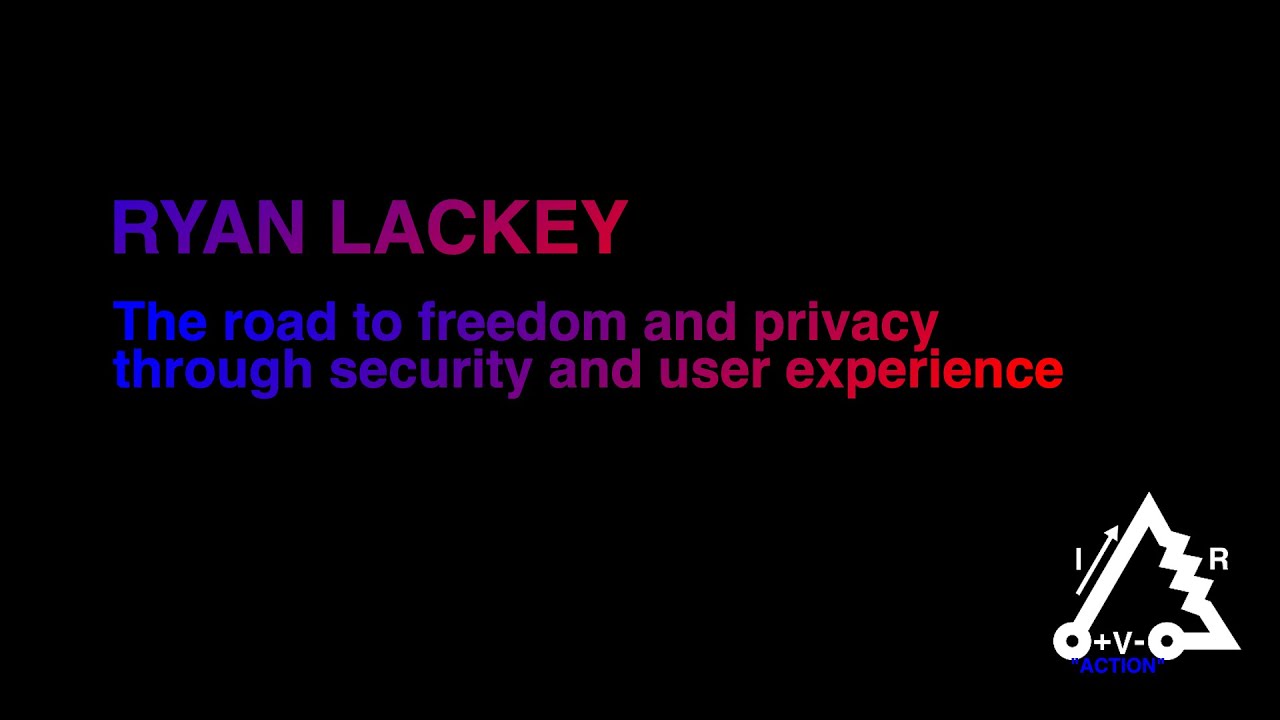 RYAN LACKEY
The road to freedom and privacy
through security and user experience
I
R
+V-
"ACTION"